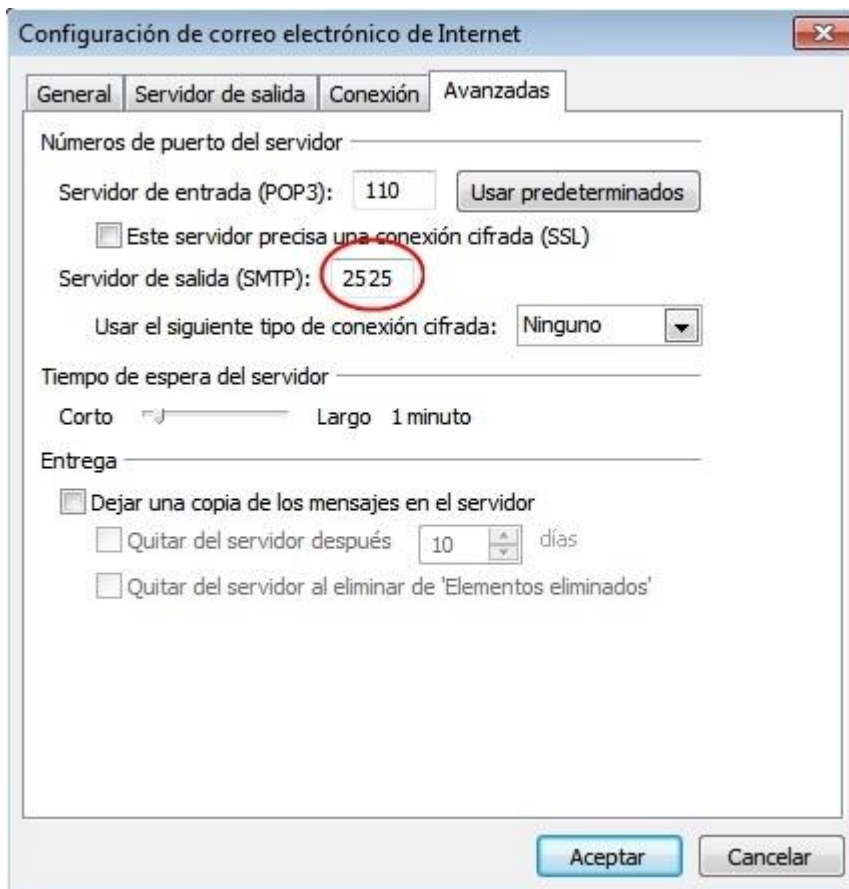 Configuración de correo electrónico de Internet
General Servidor de salida Conexión Avanzadas
Números de puerto del servidor
Servidor de entrada (POP3): 110 Usar predeterminados
Este servidor precisa una conexión cifrada (SSL)
Servidor de salida (SMTP): 2525
Usar el siguiente tipo de conexión cifrada: Ninguno
Tiempo de espera del servidor
Corto Largo 1 minuto
Entrega
Dejar una copia de los mensajes en el servidor
Quitar del servidor después 10 días
Quitar del servidor al eliminar de 'Elementos eliminados'
Aceptar Cancelar